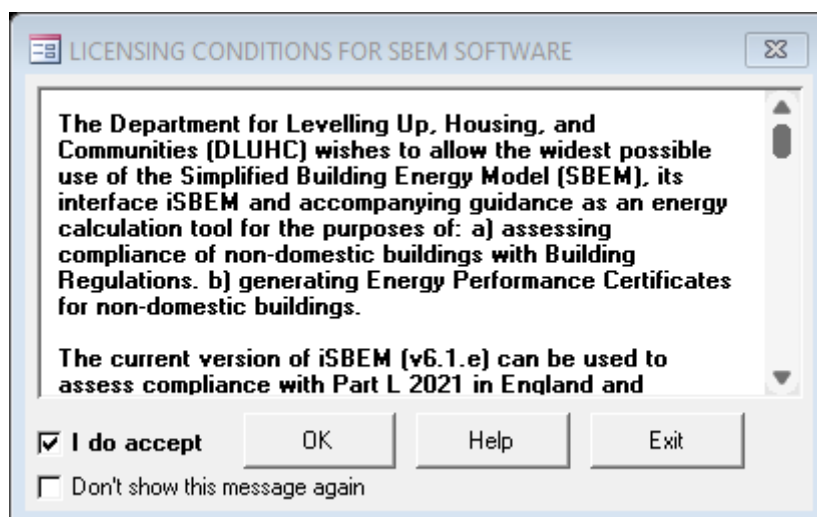 LICENSING CONDITIONS FOR SBEM SOFTWARE
The Department for Levelling Up, Housing, and
Communities (DLUHC) wishes to allow the widest possible
use of the Simplified Building Energy Model (SBEM), its
interface iSBEM and accompanying guidance as an energy
calculation tool for the purposes of: a) assessing
compliance of non-domestic buildings with Building
Regulations. b) generating Energy Performance Certificates
for non-domestic buildings.
The current version of iSBEM (v6.1.e) can be used to
assess compliance with Part L 2021 in England and
I do accept OK Help Exit
Don't show this message again